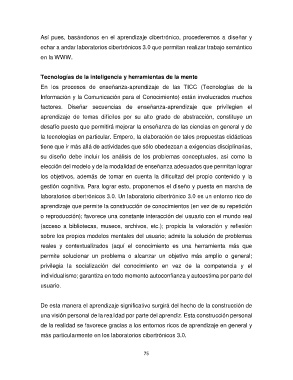 Así pues, basándonos en el aprendizaje cibertrónico, procederemos a diseñar y
echar a andar laboratorios cibertrónicos 3.0 que permitan realizar trabajo semántico
en la WWW.
Tecnologías de la inteligencia y herramientas de la mente
En los procesos de enseñanza-aprendizaje de las TICC (Tecnologías de la
Información y la Comunicación para el Conocimiento) están involucrados muchos
factores. Diseñar secuencias de enseñanza-aprendizaje que privilegien el
aprendizaje de temas difíciles por su alto grado de abstracción, constituye un
desafío puesto que permitirá mejorar la enseñanza de las ciencias en general y de
la tecnologías en particular. Empero, la elaboración de tales propuestas didácticas
tiene que ir más allá de actividades que sólo obedezcan a exigencias disciplinarias,
su diseño debe incluir los análisis de los problemas conceptuales, así como la
elección del modelo y de la modalidad de enseñanza adecuados que permitan lograr
los objetivos, además de tomar en cuenta la dificultad del propio contenido y la
gestión cognitiva. Para lograr esto, proponemos el diseño y puesta en marcha de
laboratorios cibertrónicos 3.0. Un laboratorio cibertrónico 3.0 es un entorno rico de
aprendizaje que permite la construcción de conocimientos (en vez de su repetición
o reproducción); favorece una constante interacción del usuario con el mundo real
(acceso a bibliotecas, museos, archivos, etc.); propicia la valoración y reflexión
sobre los propios modelos mentales del usuario; admite la solución de problemas
reales y contextualizados (aquí el conocimiento es una herramienta más que
permite solucionar un problema o alcanzar un objetivo más amplio o general;
privilegia la socialización del conocimiento en vez de la competencia y el
individualismo; garantiza en todo momento autoconfianza y autoestima por parte del
usuario.
De esta manera el aprendizaje significativo surgirá del hecho de la construcción de
una visión personal de la realidad por parte del aprendiz. Esta construcción personal
de la realidad se favorece gracias a los entornos ricos de aprendizaje en general y
más particularmente en los laboratorios cibertrónicos 3.0.
75